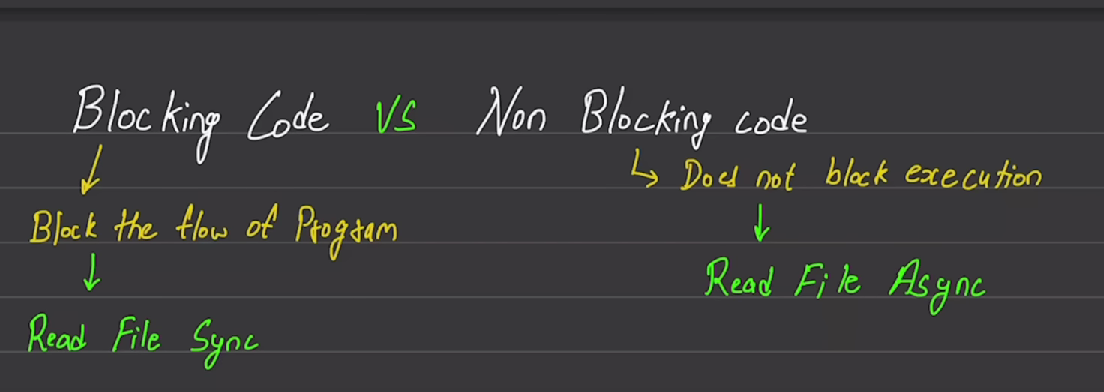 Blocking Code VS Non Blocking code
↳ Does not block execution
Block the flow of Program
Read File Async
Read File Sync